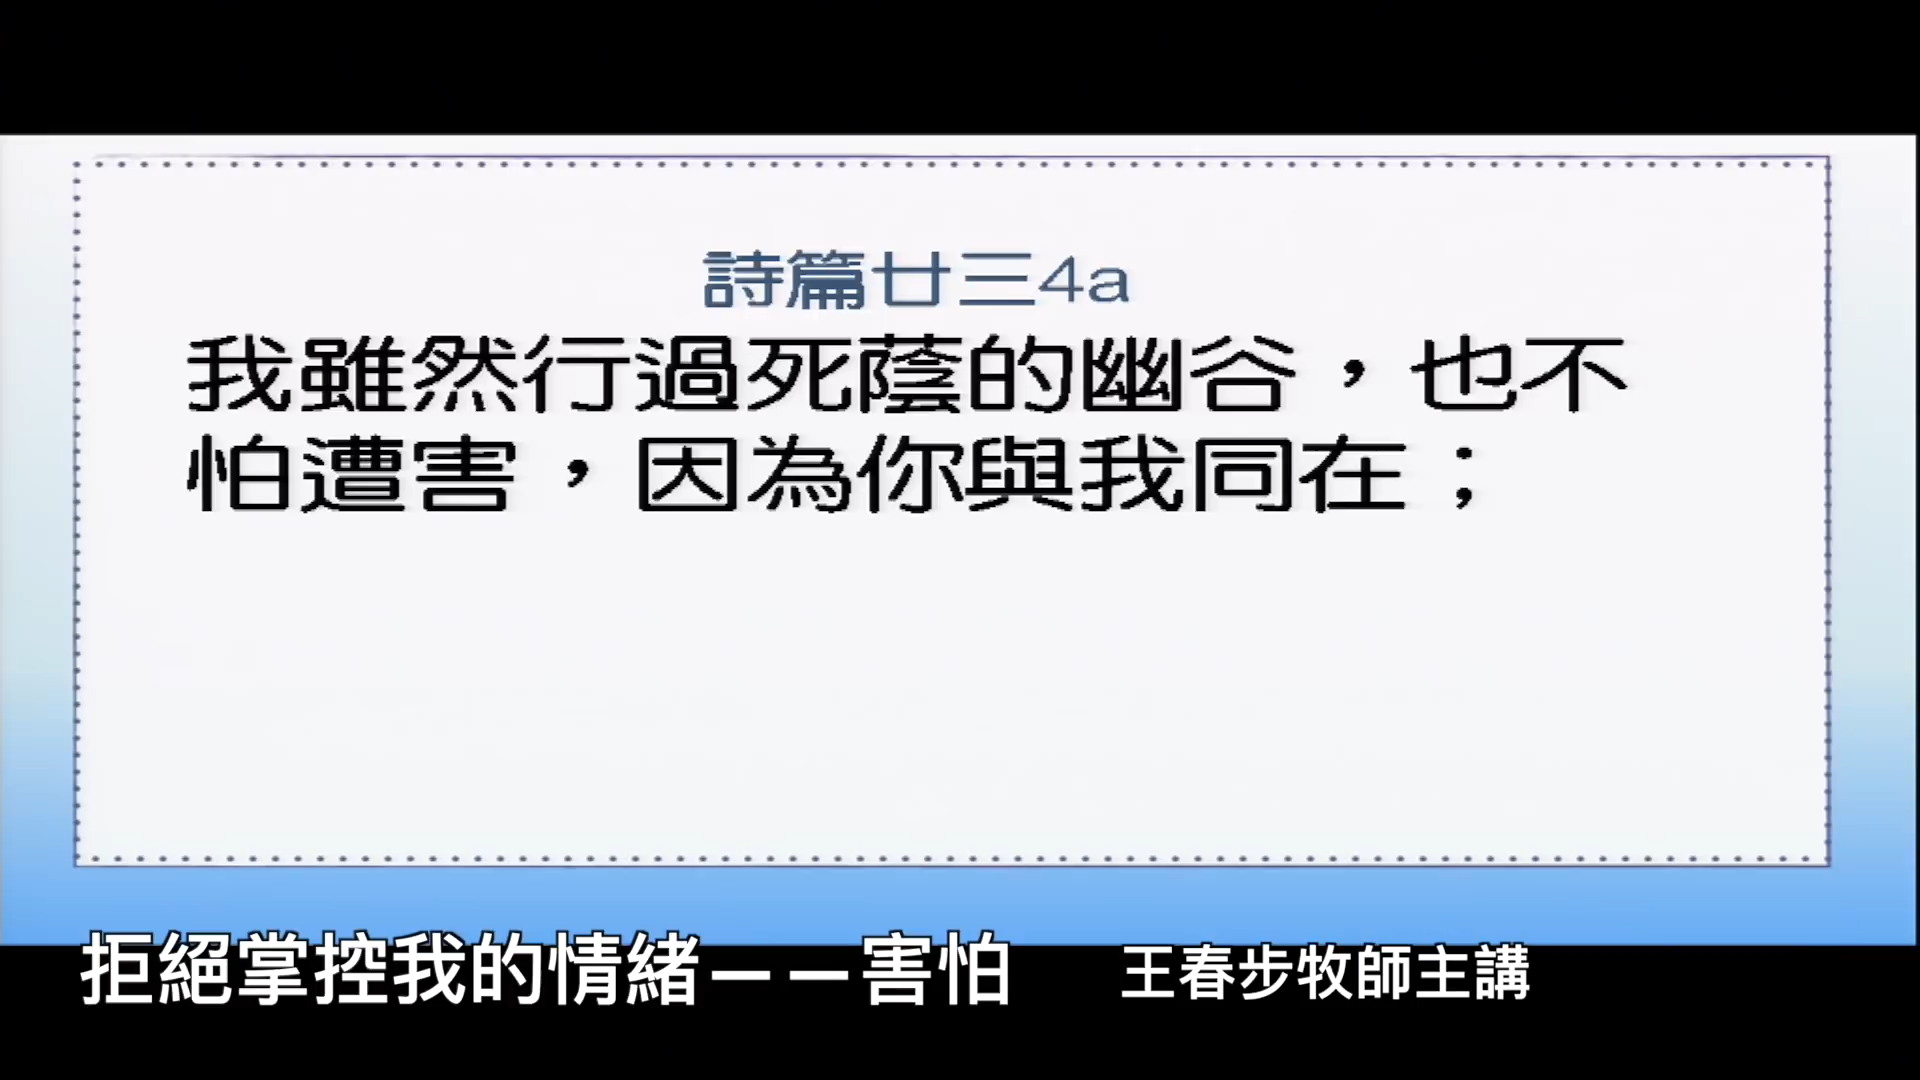 詩篇廿三4a
我雖然行過死蔭的幽谷，也不
怕遭害，因為你與我同在；
拒絕掌控我的情緒——害怕 王春步牧師主講